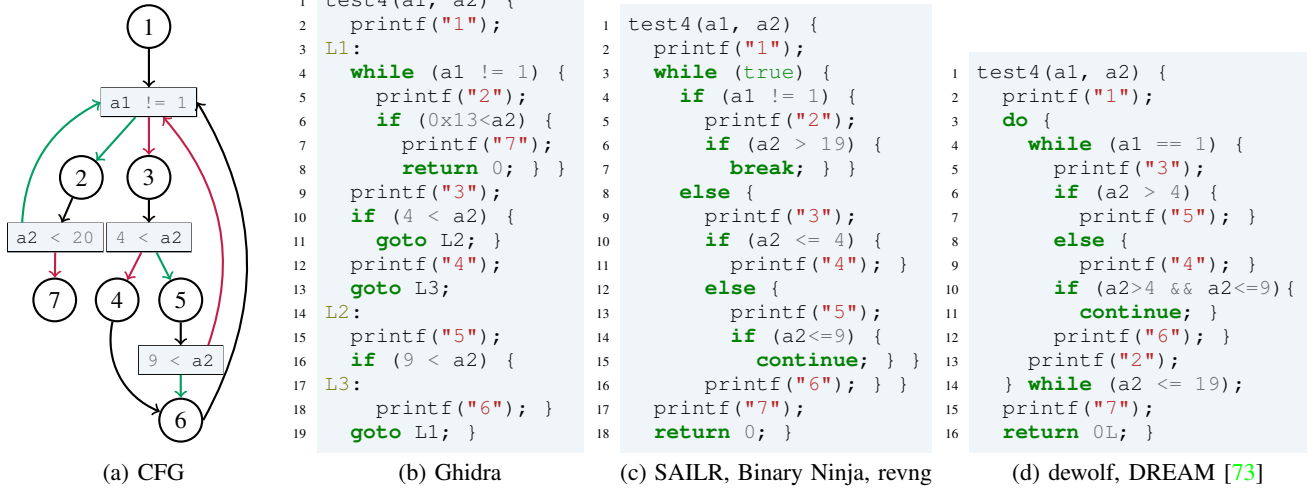 1
a1 != 1
2
3
a2 < 20
4 < a2
7
4
5
9 < a2
6
(a) CFG
1 test4(a1, a2) {
2 printf("1");
3 L1:
4 while (a1 != 1) {
5 printf("2");
6 if (0x13<a2) {
7 printf("7");
8 return 0; } }
9 printf("3");
10 if (4 < a2) {
11 goto L2; }
12 printf("4");
13 goto L3;
14 L2:
15 printf("5");
16 if (9 < a2) {
17 L3:
18 printf("6"); }
19 goto L1; }
(b) Ghidra
1 test4(a1, a2) {
2 printf("1");
3 while (true) {
4 if (a1 != 1) {
5 printf("2");
6 if (a2 > 19) {
7 break; } }
8 else {
9 printf("3");
10 if (a2 <= 4) {
11 printf("4"); }
12 else {
13 printf("5");
14 if (a2<=9) {
15 continue; } }
16 printf("6"); } }
17 printf("7");
18 return 0; }
(c) SAILR, Binary Ninja, revng
1 test4(a1, a2) {
2 printf("1");
3 do {
4 while (a1 == 1) {
5 printf("3");
6 if (a2 > 4) {
7 printf("5"); }
8 else {
9 printf("4"); }
10 if (a2>4 && a2<=9){
11 continue; }
12 printf("6"); }
13 printf("2");
14 } while (a2 <= 19);
15 printf("7");
16 return 0L; }
(d) dewolf, DREAM [73]